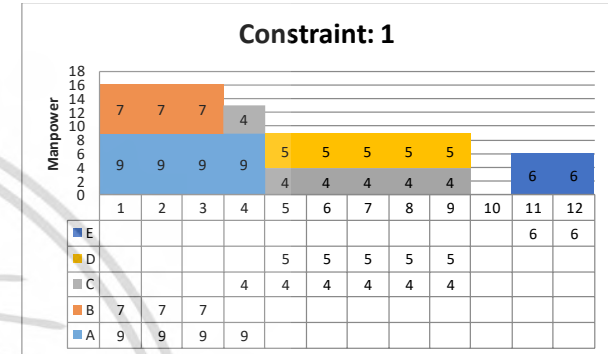 Constraint: 1
Manpower
18
16
14
12
10
8
6
4
2
0
7 7 7 4
9 9 9 9
5 5 5 5 5
4 4 4 4 4
6 6
1 2 3 4 5 6 7 8 9 10 11 12
E 6 6
D 5 5 5 5 5
C 4 4 4 4 4 4
B 7 7 7
A 9 9 9 9